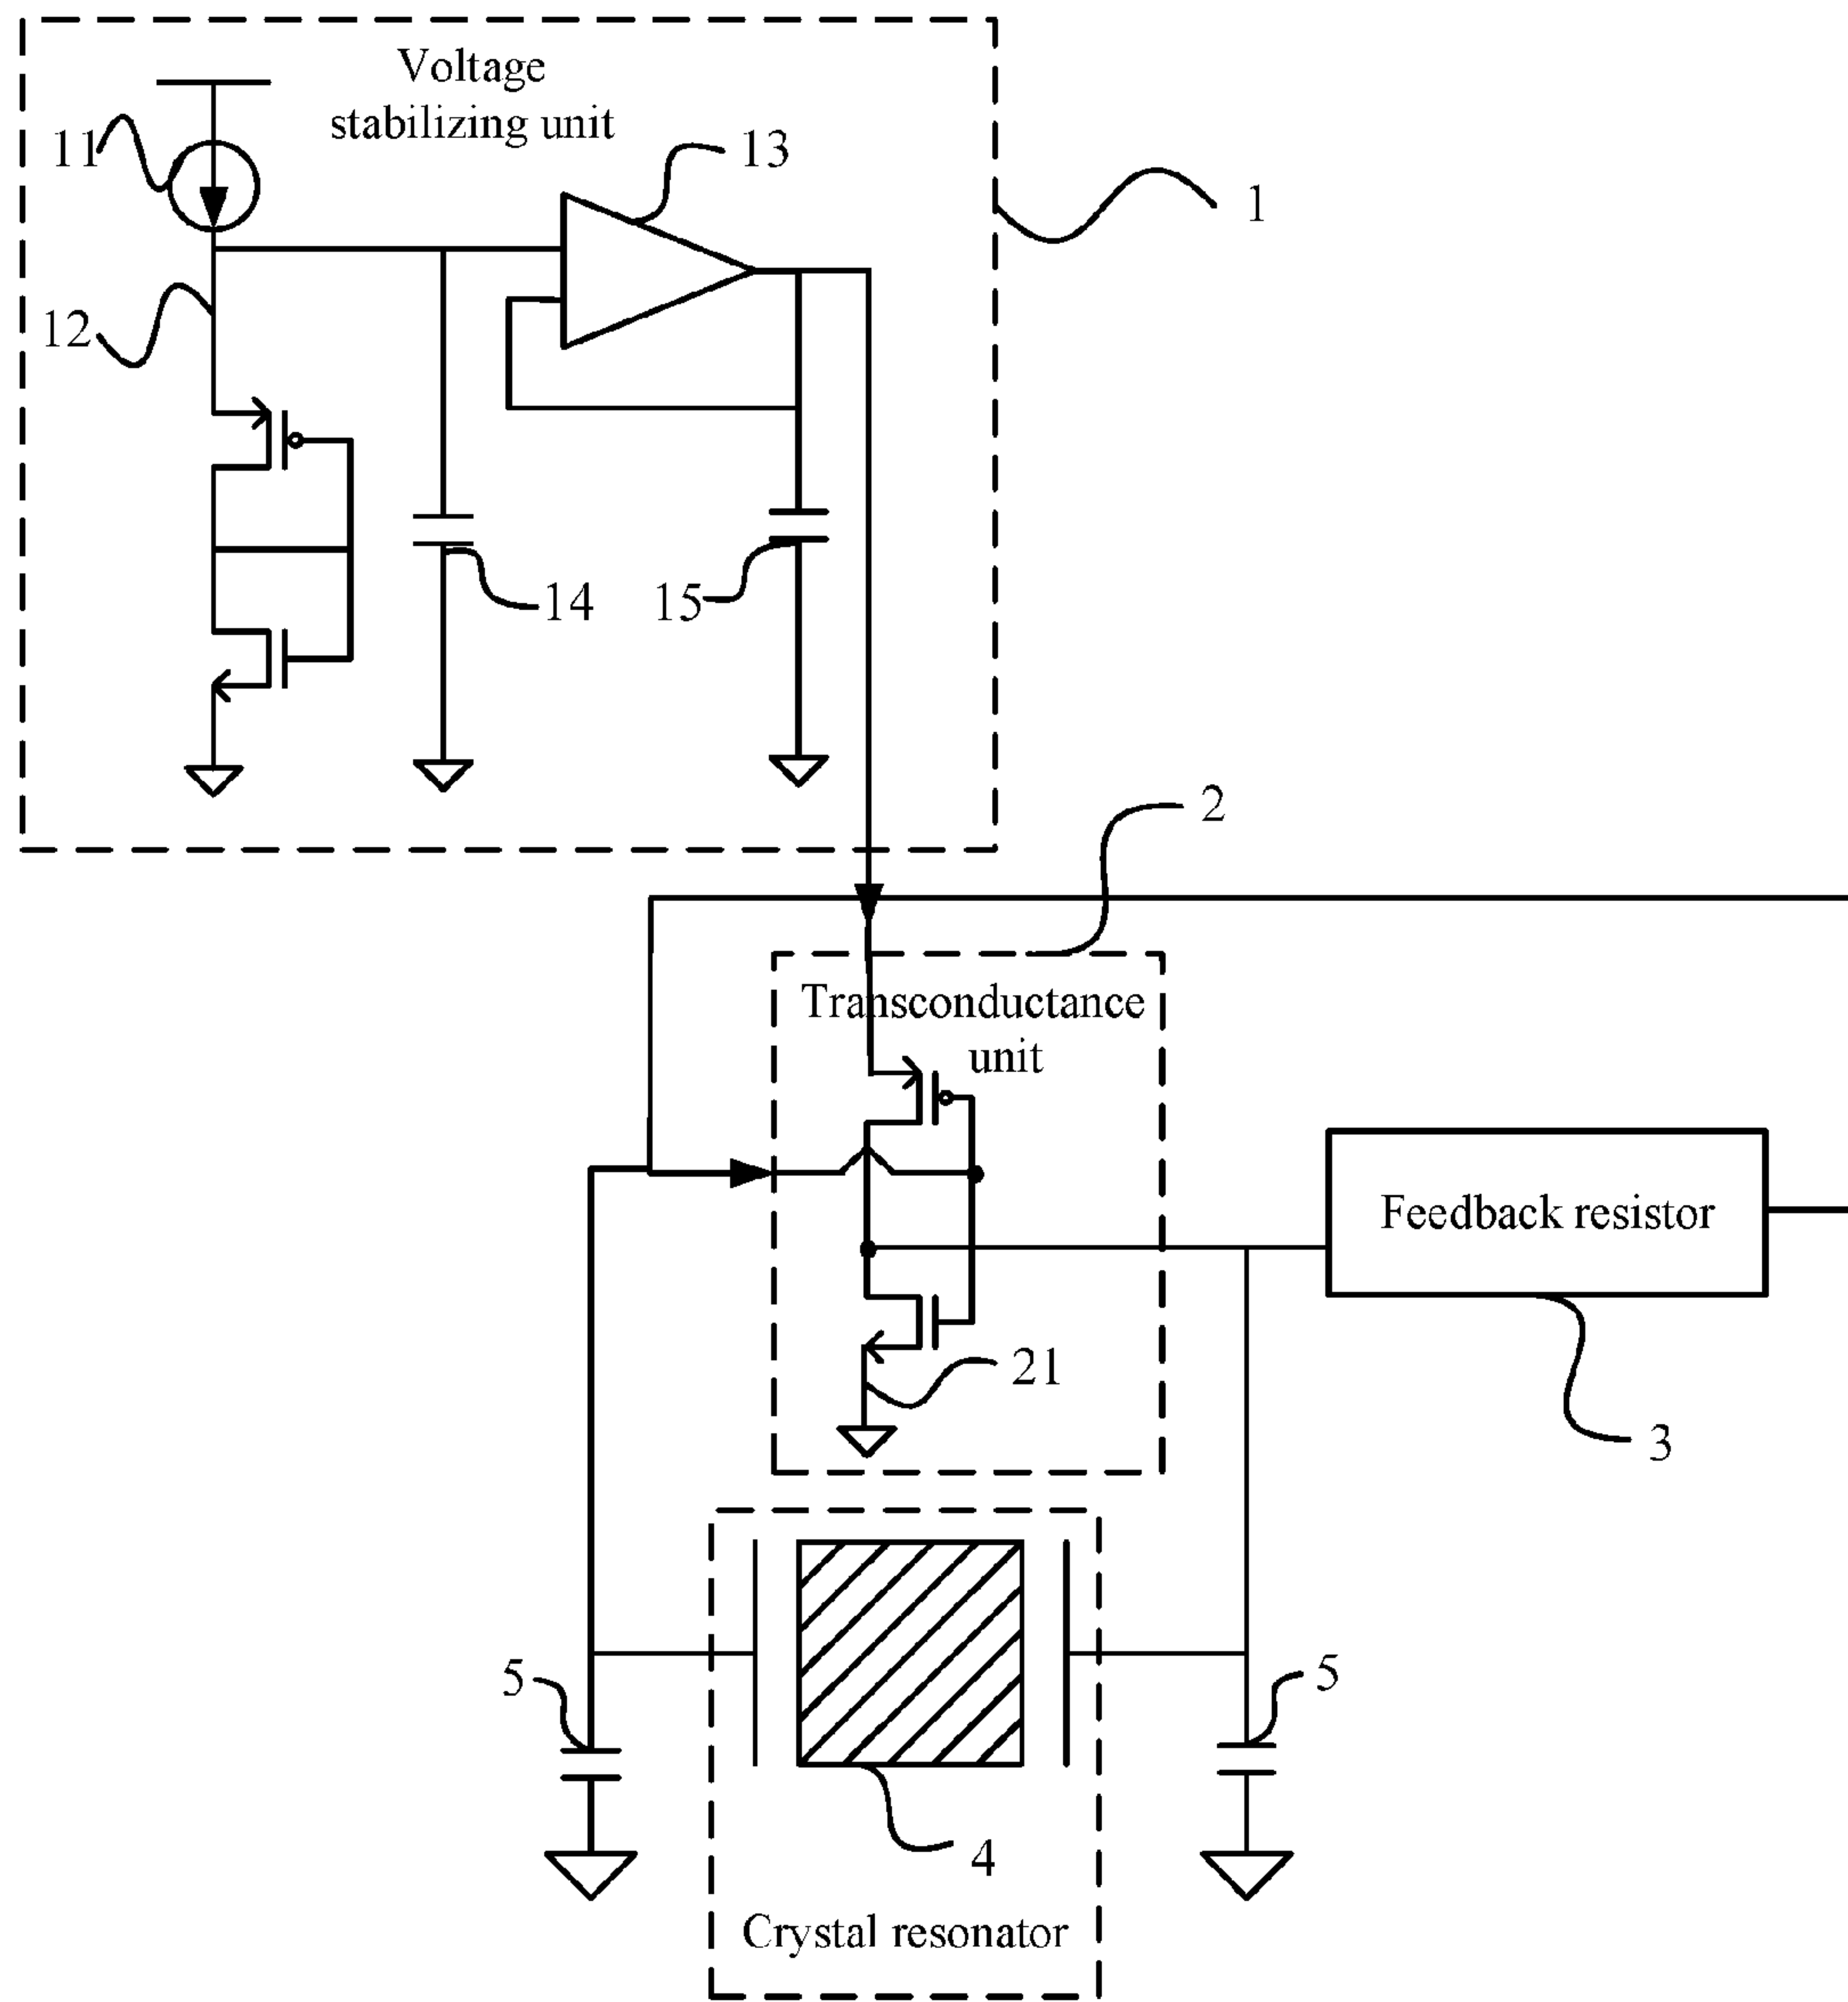 Voltage
stabilizing unit
11
13
1
12
14
15
2
Transconductance
unit
Feedback resistor
21
3
5
5
4
Crystal resonator